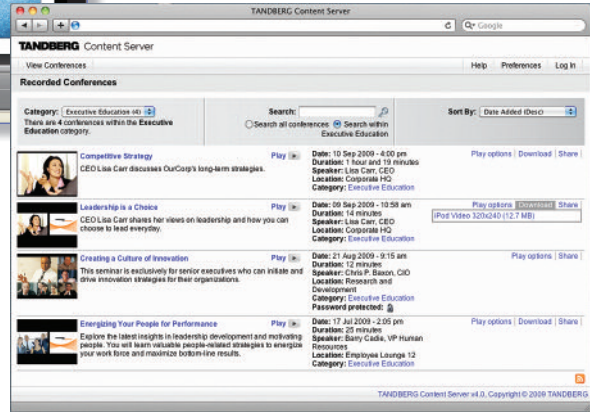 TANDBERG Content Server
Google
TANDBERG Content Server
View Conferences Help Preferences Log In
Recorded Conferences
Category: Executive Education (4)
There are 4 conferences within the Executive
Education category.
Search:
Search all conferences Search within
Executive Education
Sort By: Date Added (Desc)
Competitive Strategy Play
CEO Lisa Carr discusses OurCorp's long-term strategies.
Date: 10 Sep 2009 - 4:00 pm
Duration: 1 hour and 19 minutes
Speaker: Lisa Carr, CEO
Location: Corporate HQ
Category: Executive Education
Play options | Download | Share
Leadership is a Choice Play
CEO Lisa Carr shares her views on leadership and how you can
choose to lead everyday.
Date: 09 Sep 2009 - 10:58 am
Duration: 14 minutes
Speaker: Lisa Carr, CEO
Location: Corporate HQ
Category: Executive Education
Play options | Download | Share
iPod Video 320x240 (12.7 MB)
Creating a Culture of Innovation Play
This seminar is exclusively for senior executives who can initiate and
drive innovation strategies for their organizations.
Date: 21 Aug 2009 - 9:15 am
Duration: 12 minutes
Speaker: Chris P. Baxon, CIO
Location: Research and
Development
Category: Executive Education
Password protected:
Play options | Share
Energizing Your People for Performance Play
Explore the latest insights in leadership development and motivating
people. You will learn valuable people-related strategies to energize
your work force and maximize bottom-line results.
Date: 17 Jul 2009 - 2:05 pm
Duration: 25 minutes
Speaker: Barry Cadie, VP Human
Resources
Location: Employee Lounge 12
Category: Executive Education
Play options | Download | Share
TANDBERG Content Server v4.0, Copyright © 2009 TANDBERG